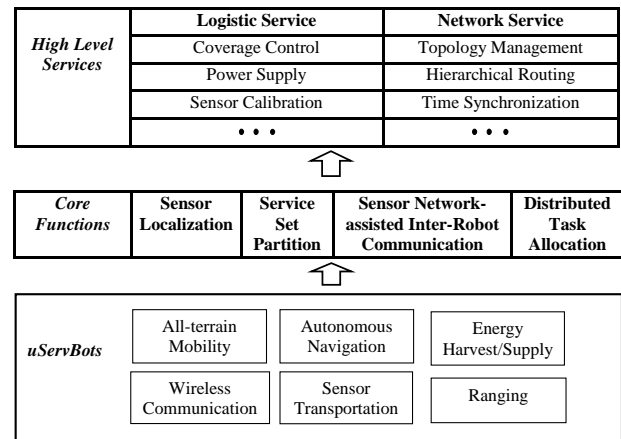 Logistic Service Network Service
High Level Services
Coverage Control Topology Management
Power Supply Hierarchical Routing
Sensor Calibration Time Synchronization
• • • • • •
Core Functions
Sensor Localization
Service Set Partition
Sensor Network-assisted Inter-Robot Communication
Distributed Task Allocation
uServBots
All-terrain Mobility
Autonomous Navigation
Energy Harvest/Supply
Wireless Communication
Sensor Transportation
Ranging